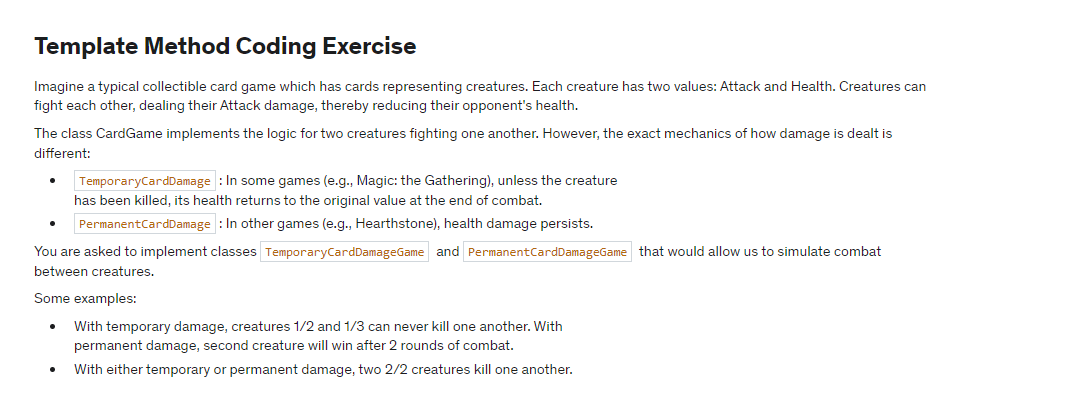 Template Method Coding Exercise
Imagine a typical collectible card game which has cards representing creatures. Each creature has two values: Attack and Health. Creatures can
fight each other, dealing their Attack damage, thereby reducing their opponent's health.
The class CardGame implements the logic for two creatures fighting one another. However, the exact mechanics of how damage is dealt is
different:
• TemporaryCardDamage : In some games (e.g., Magic: the Gathering), unless the creature
has been killed, its health returns to the original value at the end of combat.
• PermanentCardDamage : In other games (e.g., Hearthstone), health damage persists.
You are asked to implement classes TemporaryCardDamageGame and PermanentCardDamageGame that would allow us to simulate combat
between creatures.
Some examples:
• With temporary damage, creatures 1/2 and 1/3 can never kill one another. With
permanent damage, second creature will win after 2 rounds of combat.
• With either temporary or permanent damage, two 2/2 creatures kill one another.